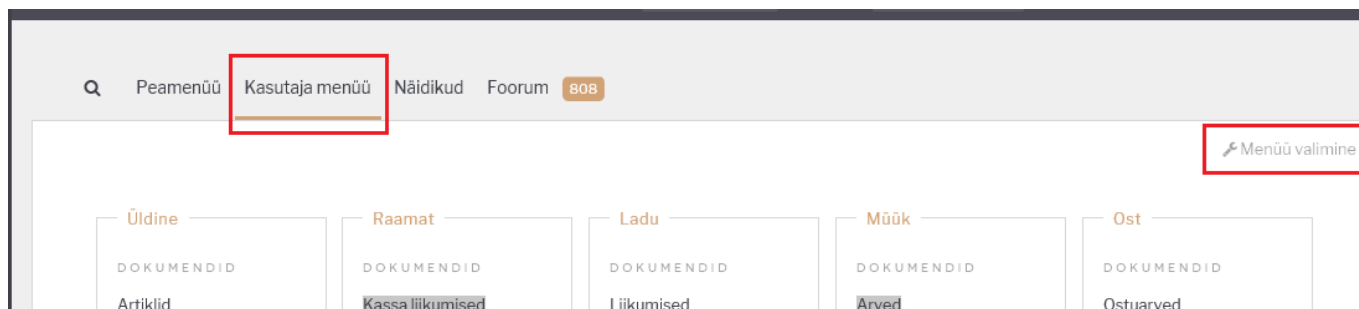 Peamenüü Kasutaja menüü Näidikud Foorum 808
Menüü valimine
Üldine Raamat Ladu Müük Ost
DOKUMENDID DOKUMENDID DOKUMENDID DOKUMENDID DOKUMENDID
Artiklid Kassa liikumised Liikumised Arved Ostuarved